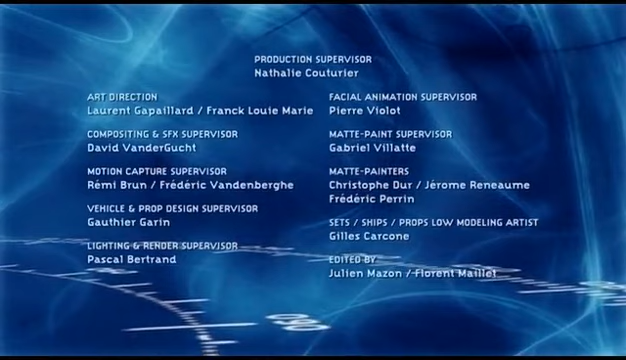 PRODUCTION SUPERVISOR
Nathalie Couturier
ART DIRECTION
Laurent Gapaillard / Franck Louie Marie
COMPOSITING & SFX SUPERVISOR
David VanderGucht
MOTION CAPTURE SUPERVISOR
Rémi Brun / Frédéric Vandenberghe
VEHICLE & PROP DESIGN SUPERVISOR
Gauthier Garin
LIGHTING & RENDER SUPERVISOR
Pascal Bertrand
FACIAL ANIMATION SUPERVISOR
Pierre Violot
MATTE-PAINT SUPERVISOR
Gabriel Villatte
MATTE-PAINTERS
Christophe Dur / Jérome Reneaume
Frédéric Perrin
SETS / SHIPS / PROPS LOW MODELING ARTIST
Gilles Carcone
EDITED BY
Julien Mazon / Florent Maillet